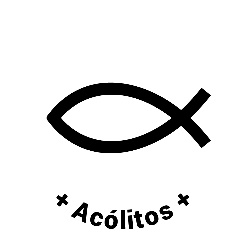 + Acólitos +